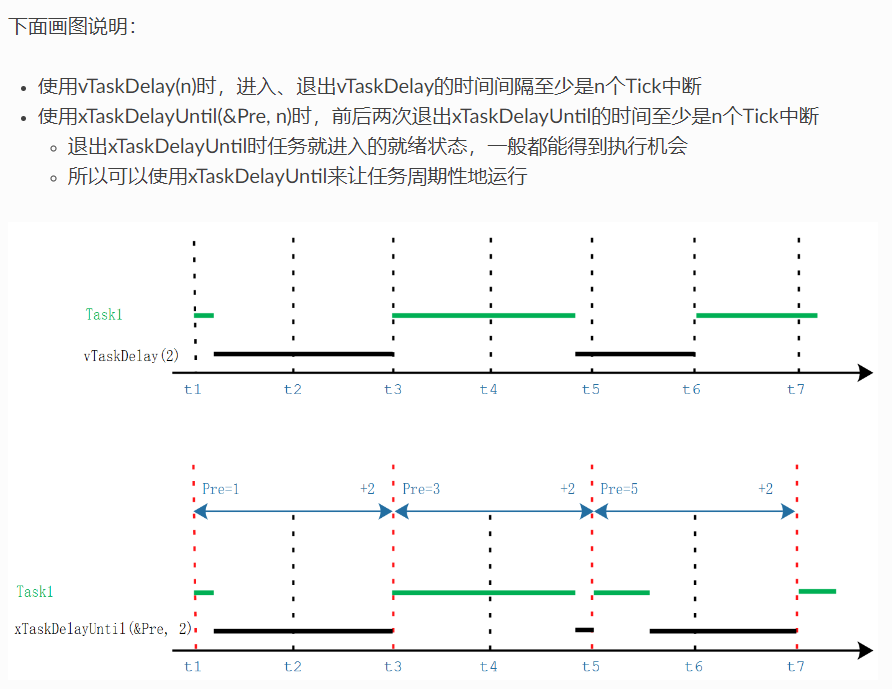 下面画图说明：
使用vTaskDelay(n)时，进入、退出vTaskDelay的时间间隔至少是n个Tick中断
使用xTaskDelayUntil(&Pre, n)时，前后两次退出xTaskDelayUntil的时间至少是n个Tick中断
退出xTaskDelayUntil时任务就进入的就绪状态，一般都能得到执行机会
所以可以使用xTaskDelayUntil来让任务周期性地运行
Task1
vTaskDelay(2)
t1 t2 t3 t4 t5 t6 t7
Pre=1 +2 Pre=3 +2 Pre=5 +2
Task1
xTaskDelayUntil(&Pre, 2)
t1 t2 t3 t4 t5 t6 t7